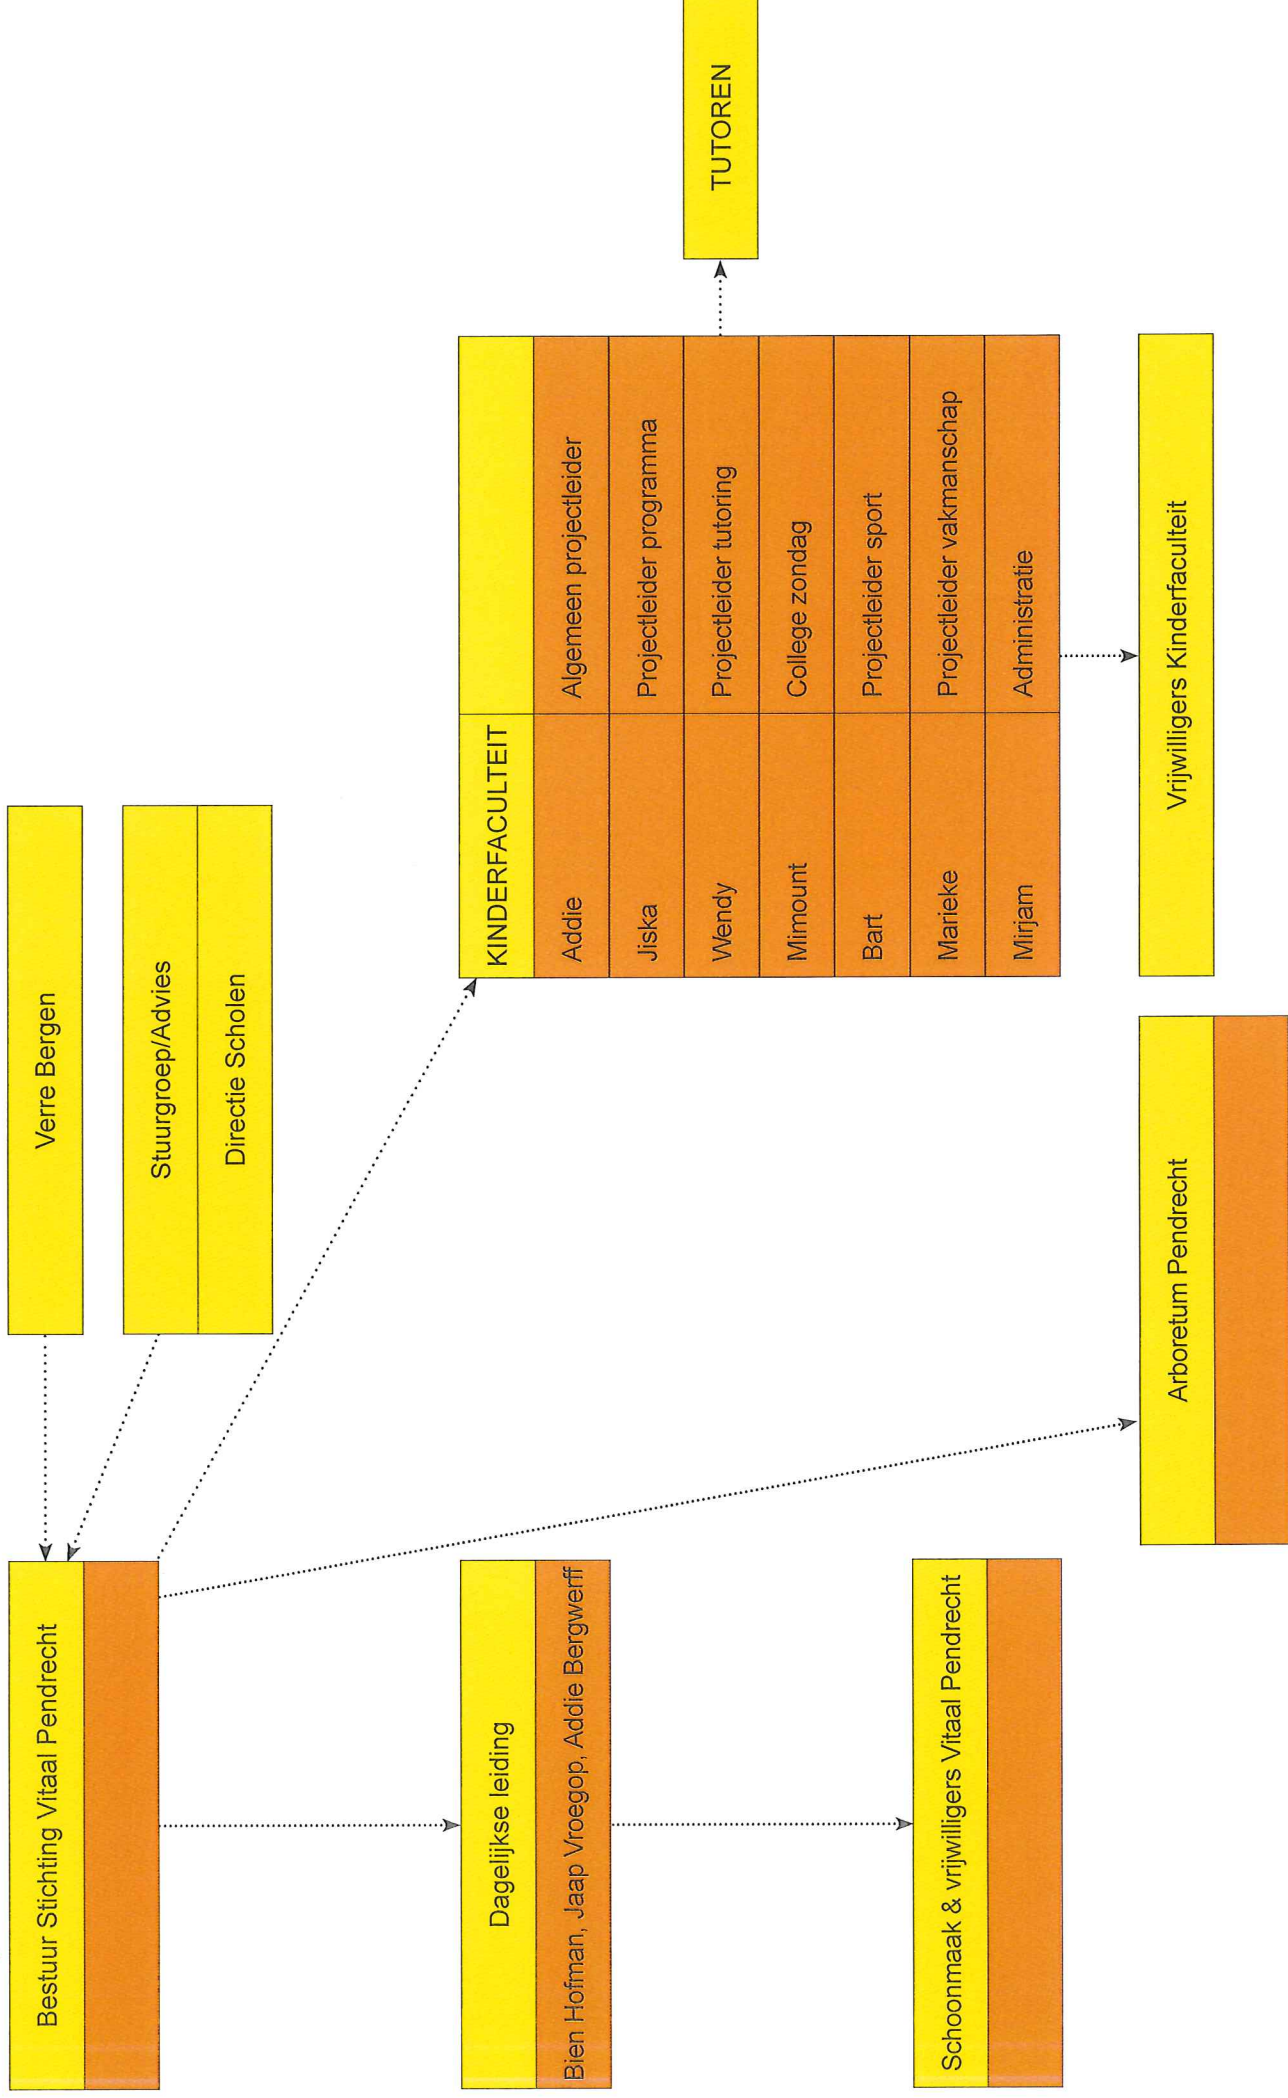 Bestuur Stichting Vitaal Pendrecht
Verre Bergen
Stuurgroep/Advies
Directie Scholen
Dagelijkse leiding
Bien Hofman, Jaap Vroegop, Addie Bergwerff
KINDERFACULTEIT
Addie Algemeen projectleider
Jiska Projectleider programma
Wendy Projectleider tutoring
Mimount College zondag
Bart Projectleider sport
Marieke Projectleider vakmanschap
Mirjam Administratie
TUTOREN
Schoonmaak & vrijwilligers Vitaal Pendrecht
Arboretum Pendrecht
Vrijwilligers Kinderfaculteit